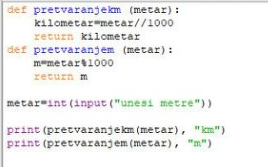 def pretvaranjekm (metar):
    kilometar=metar//1000
    return kilometar
def pretvaranjem (metar):
    m=metar%1000
    return m

metar=int(input("unesi metre"))

print(pretvaranjekm(metar), "km")
print(pretvaranjem(metar), "m")